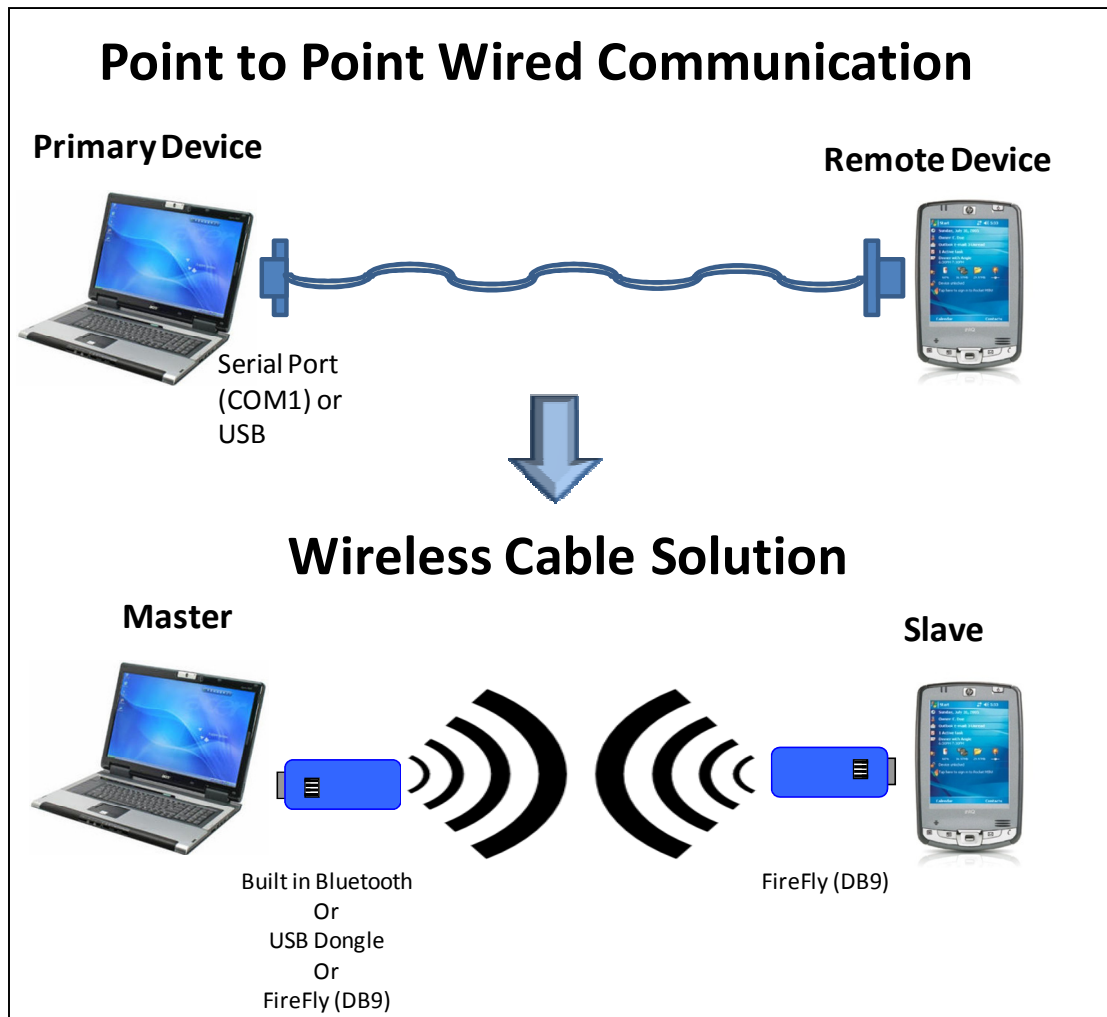 Point to Point Wired Communication
Primary Device
Remote Device
Serial Port
(COM1) or
USB
Wireless Cable Solution
Master
Slave
Built in Bluetooth
Or
USB Dongle
Or
FireFly (DB9)
FireFly (DB9)